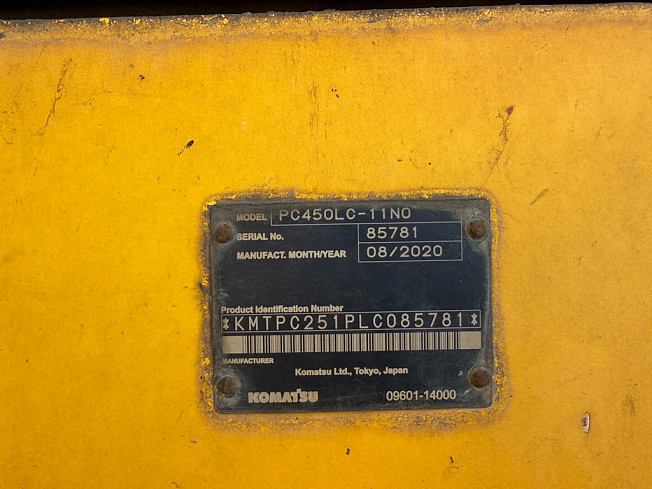 MODEL PC450LC-11N0
SERIAL No. 85781
MANUFACT. MONTH/YEAR 08/2020
Product Identification Number
*KMTPC251PLC085781*
MANUFACTURER
Komatsu Ltd., Tokyo, Japan
KOMATSU 09601-14000